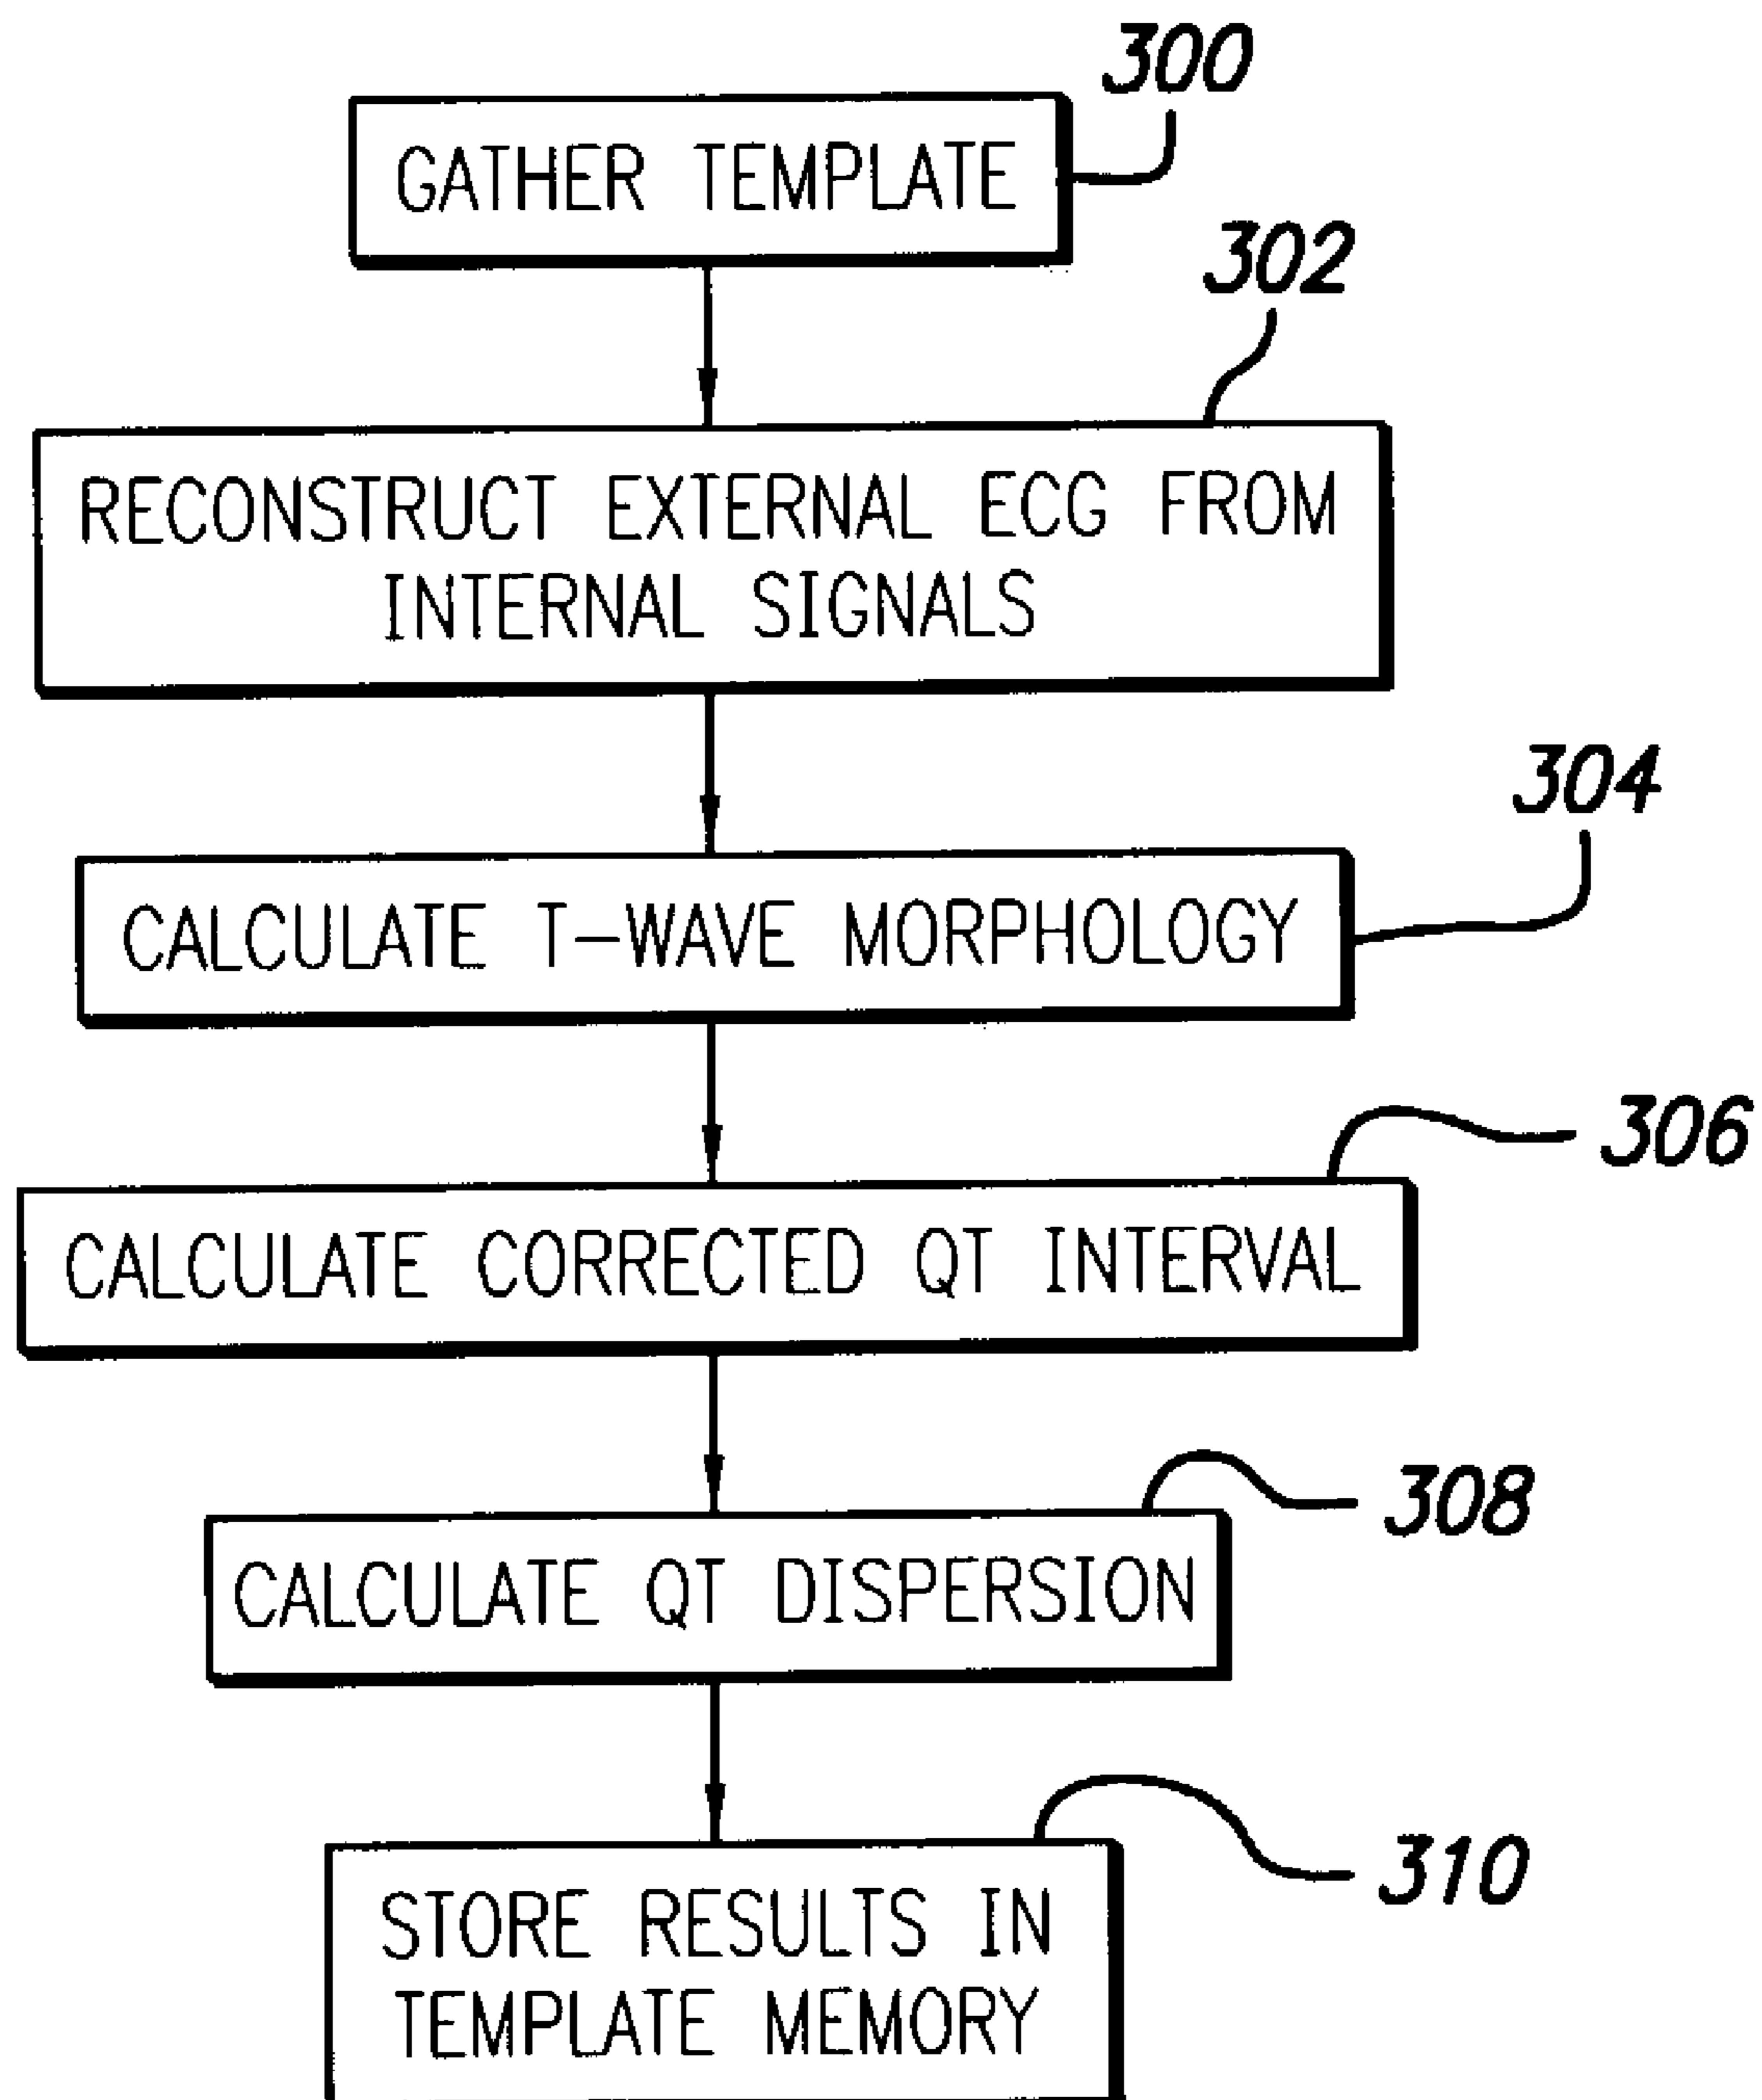 300
GATHER TEMPLATE
302
RECONSTRUCT EXTERNAL ECG FROM
INTERNAL SIGNALS
304
CALCULATE T-WAVE MORPHOLOGY
306
CALCULATE CORRECTED QT INTERVAL
308
CALCULATE QT DISPERSION
310
STORE RESULTS IN
TEMPLATE MEMORY